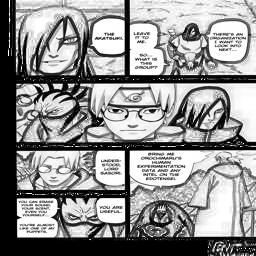 THERE'S AN
ORGANIZATION
I WANT TO
LOOK INTO
NEXT...
LEAVE
IT TO
ME.
SO...
WHAT IS
THIS
GROUP?
THE
AKATSUKI.
BRING ME
OROCHIMARU'S
HUMAN
EXPERIMENTATION
DATA AND ANY
INTEL ON THE
EDOTENSEI.
UNDER-
STOOD,
LORD
SASORI.
YOU ARE
USEFUL.
YOU CAN ERASE
YOUR SOUND,
YOUR SCENT,
EVEN YOU
YOURSELF.
YOU'RE ALMOST
LIKE ONE OF MY
PUPPETS.